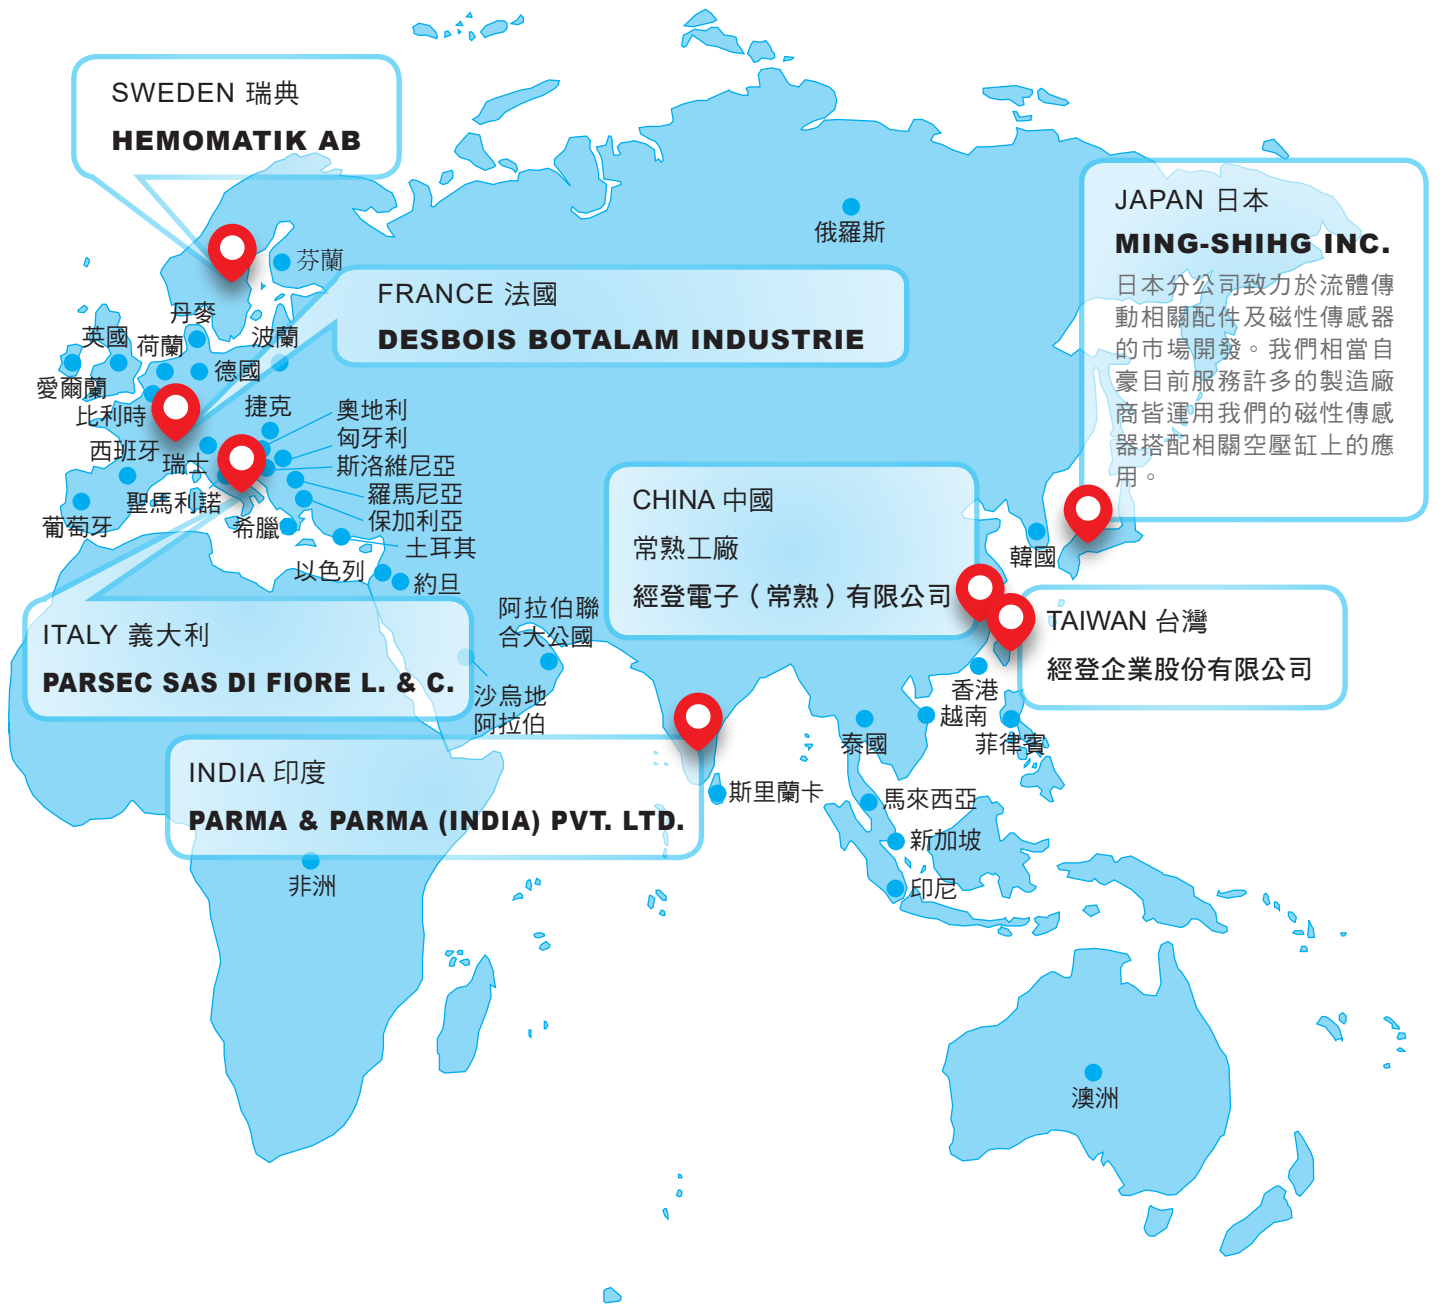 SWEDEN 瑞典
HEMOMATIK AB
JAPAN 日本
MING-SHIHG INC.
日本分公司致力於流體傳
動相關配件及磁性傳感器
的市場開發。我們相當自
豪目前服務許多的製造廠
商皆運用我們的磁性傳感
器搭配相關空壓缸上的應
用。
俄羅斯
芬蘭
FRANCE 法國
DESBOIS BOTALAM INDUSTRIE
丹麥
英國
荷蘭
波蘭
德國
愛爾蘭
比利時
捷克
奧地利
匈牙利
西班牙
瑞士
斯洛維尼亞
羅馬尼亞
聖馬利諾
保加利亞
葡萄牙
希臘
土耳其
以色列
約旦
CHINA 中國
常熟工廠
經登電子（常熟）有限公司
韓國
TAIWAN 台灣
經登企業股份有限公司
ITALY 義大利
PARSEC SAS DI FIORE L. & C.
阿拉伯聯
合大公國
沙烏地
阿拉伯
香港
越南
泰國
菲律賓
INDIA 印度
PARMA & PARMA (INDIA) PVT. LTD.
斯里蘭卡
馬來西亞
新加坡
印尼
非洲
澳洲